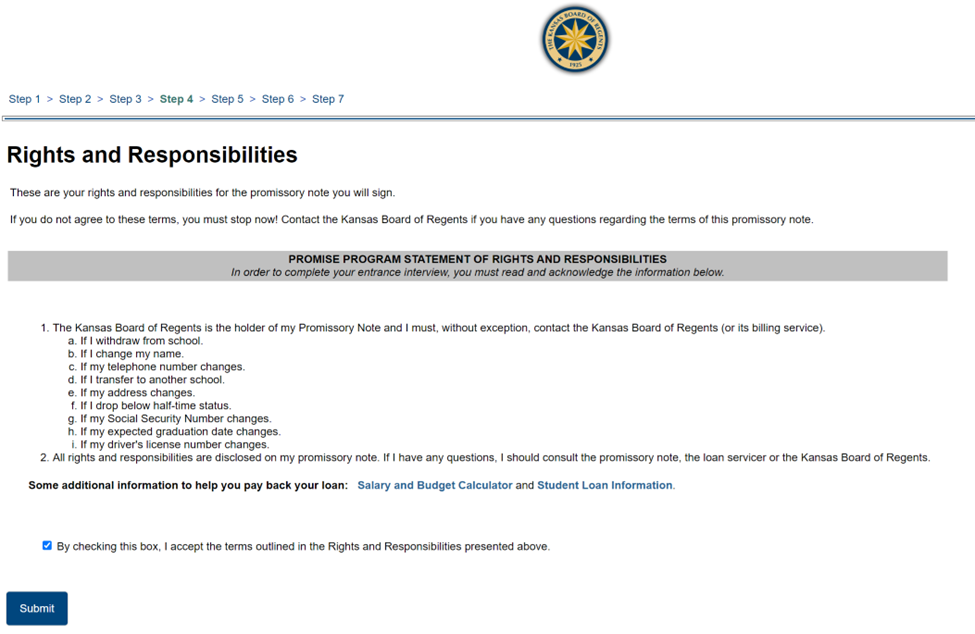 THE KANSAS BOARD OF REGENTS
1925
Step 1 > Step 2 > Step 3 > Step 4 > Step 5 > Step 6 > Step 7
Rights and Responsibilities
These are your rights and responsibilities for the promissory note you will sign.
If you do not agree to these terms, you must stop now! Contact the Kansas Board of Regents if you have any questions regarding the terms of this promissory note.
PROMISE PROGRAM STATEMENT OF RIGHTS AND RESPONSIBILITIES
In order to complete your entrance interview, you must read and acknowledge the information below.
1. The Kansas Board of Regents is the holder of my Promissory Note and I must, without exception, contact the Kansas Board of Regents (or its billing service).
a. If I withdraw from school.
b. If I change my name.
c. If my telephone number changes.
d. If I transfer to another school.
e. If my address changes.
f. If I drop below half-time status.
g. If my Social Security Number changes.
h. If my expected graduation date changes.
i. If my driver's license number changes.
2. All rights and responsibilities are disclosed on my promissory note. If I have any questions, I should consult the promissory note, the loan servicer or the Kansas Board of Regents.
Some additional information to help you pay back your loan: Salary and Budget Calculator and Student Loan Information.
By checking this box, I accept the terms outlined in the Rights and Responsibilities presented above.
Submit